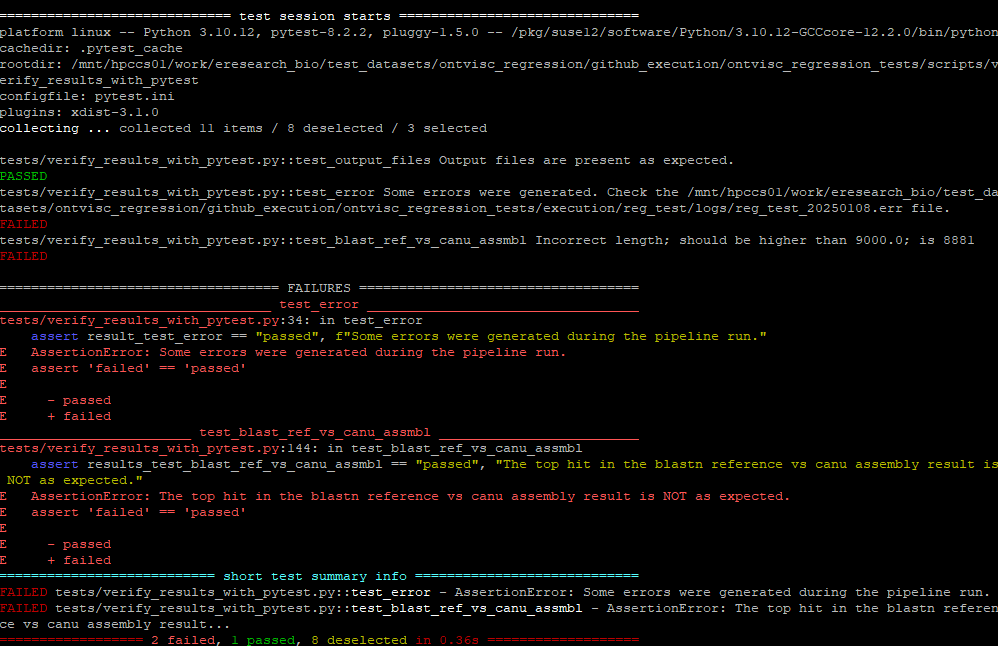 ============================= test session starts ==============================
platform linux -- Python 3.10.12, pytest-8.2.2, pluggy-1.5.0 -- /pkg/suse12/software/Python/3.10.12-GCCcore-12.2.0/bin/python
cachedir: .pytest_cache
rootdir: /mnt/hpccs01/work/eresearch_bio/test_datasets/ontvisc_regression/github_execution/ontvisc_regression_tests/scripts/v
erify_results_with_pytest
configfile: pytest.ini
plugins: xdist-3.1.0
collecting ... collected 11 items / 8 deselected / 3 selected

tests/verify_results_with_pytest.py::test_output_files Output files are present as expected.
PASSED
tests/verify_results_with_pytest.py::test_error Some errors were generated. Check the /mnt/hpccs01/work/eresearch_bio/test_da
tasets/ontvisc_regression/github_execution/ontvisc_regression_tests/execution/reg_test/logs/reg_test_20250108.err file.
FAILED
tests/verify_results_with_pytest.py::test_blast_ref_vs_canu_assmbl Incorrect length; should be higher than 9000.0; is 8881
FAILED

=================================== FAILURES ===================================
__________________________________ test_error __________________________________
tests/verify_results_with_pytest.py:34: in test_error
    assert result_test_error == "passed", f"Some errors were generated during the pipeline run."
E   AssertionError: Some errors were generated during the pipeline run.
E   assert 'failed' == 'passed'
E
E     - passed
E     + failed
________________________ test_blast_ref_vs_canu_assmbl _________________________
tests/verify_results_with_pytest.py:144: in test_blast_ref_vs_canu_assmbl
    assert results_test_blast_ref_vs_canu_assmbl == "passed", "The top hit in the blastn reference vs canu assembly result is
 NOT as expected."
E   AssertionError: The top hit in the blastn reference vs canu assembly result is NOT as expected.
E   assert 'failed' == 'passed'
E
E     - passed
E     + failed
=========================== short test summary info ============================
FAILED tests/verify_results_with_pytest.py::test_error - AssertionError: Some errors were generated during the pipeline run.
FAILED tests/verify_results_with_pytest.py::test_blast_ref_vs_canu_assmbl - AssertionError: The top hit in the blastn referen
ce vs canu assembly result...
================== 2 failed, 1 passed, 8 deselected in 0.36s ===================